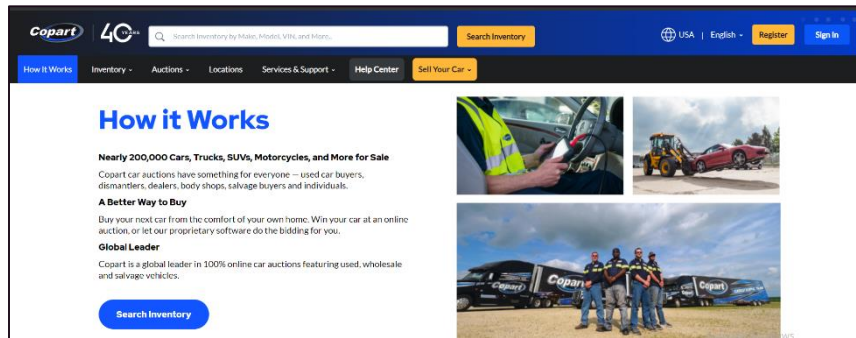 Copart
40 YEARS
Search Inventory by Make, Model, VIN, and More..
Search Inventory
USA | English
Register
Sign In
How It Works
Inventory
Auctions
Locations
Services & Support
Help Center
Sell Your Car
How it Works
Nearly 200,000 Cars, Trucks, SUVs, Motorcycles, and More for Sale
Copart car auctions have something for everyone — used car buyers,
dismantlers, dealers, body shops, salvage buyers and individuals.
A Better Way to Buy
Buy your next car from the comfort of your own home. Win your car at an online
auction, or let our proprietary software do the bidding for you.
Global Leader
Copart is a global leader in 100% online car auctions featuring used, wholesale
and salvage vehicles.
Search Inventory
Copart
Copart